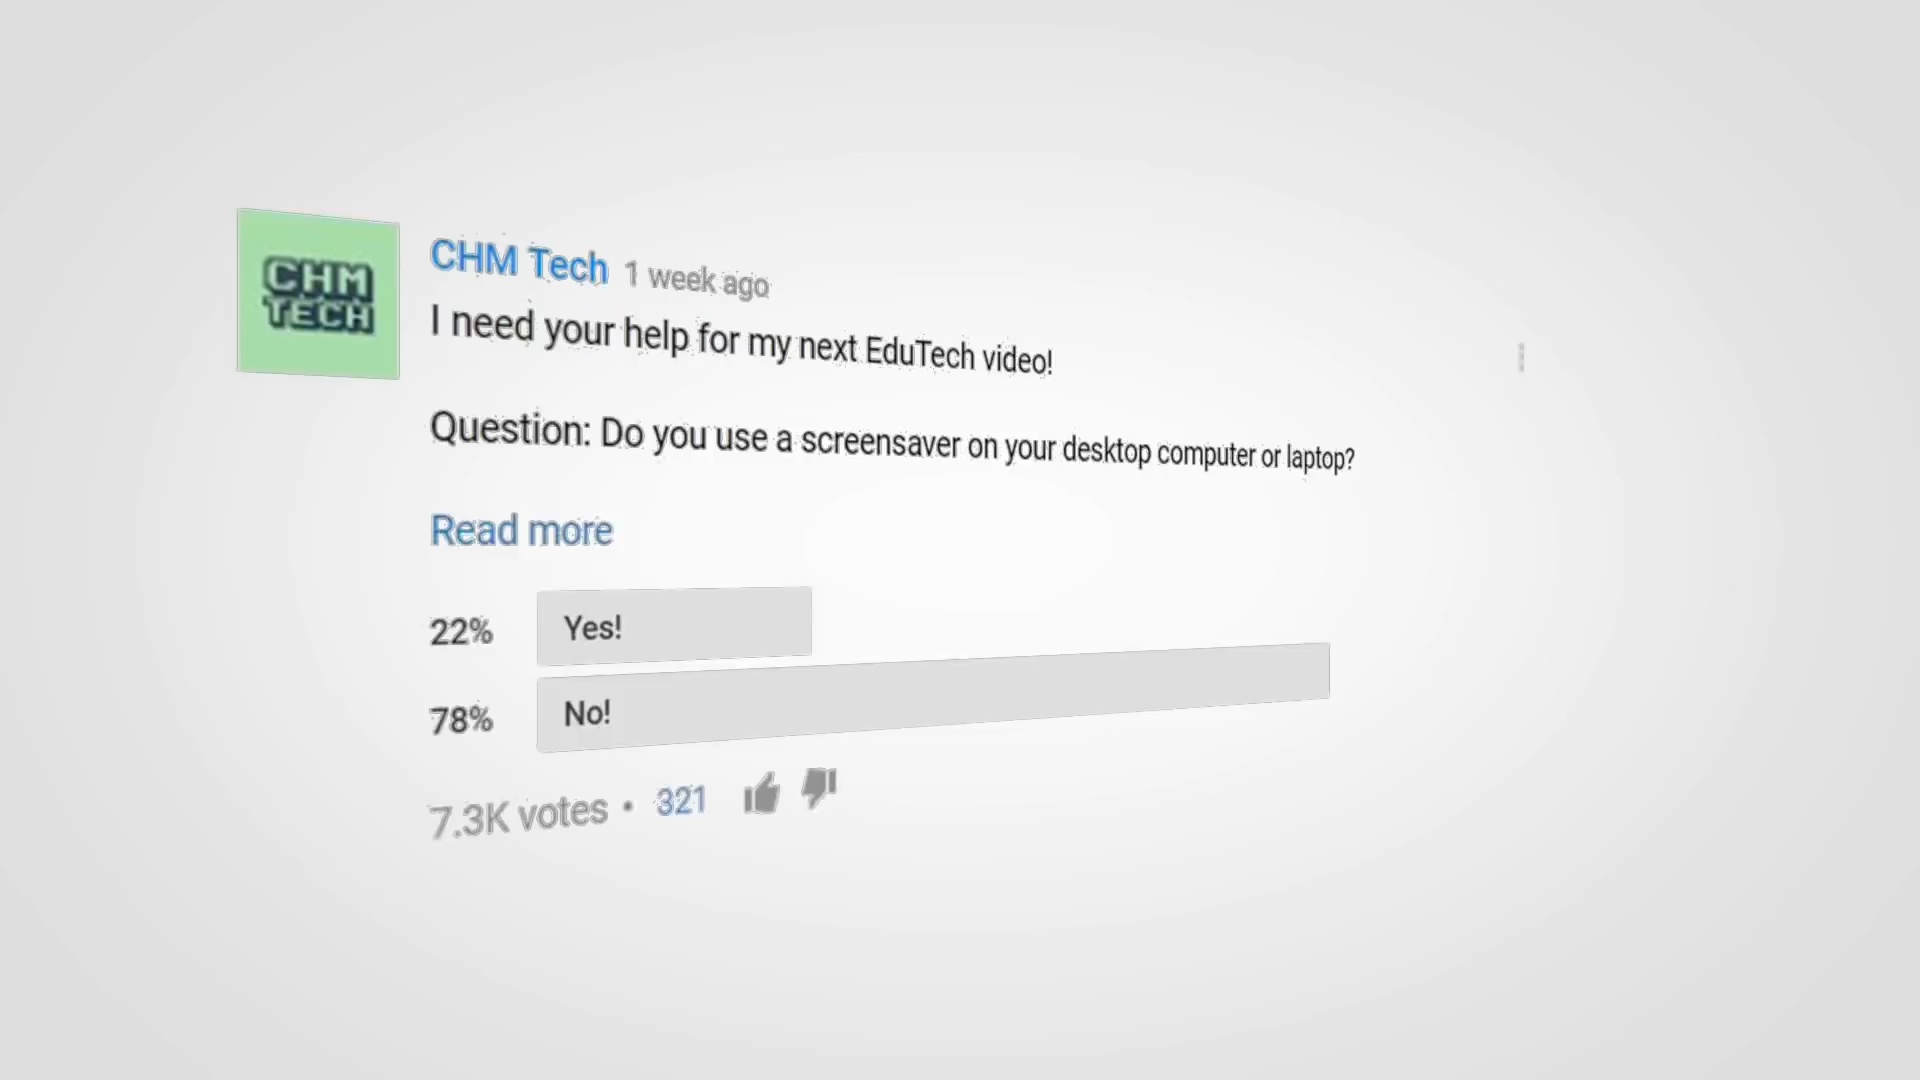 CHM
TECH
CHM Tech 1 week ago
I need your help for my next EduTech video!
Question: Do you use a screensaver on your desktop computer or laptop?
Read more
22% Yes!
78% No!
7.3K votes • 321